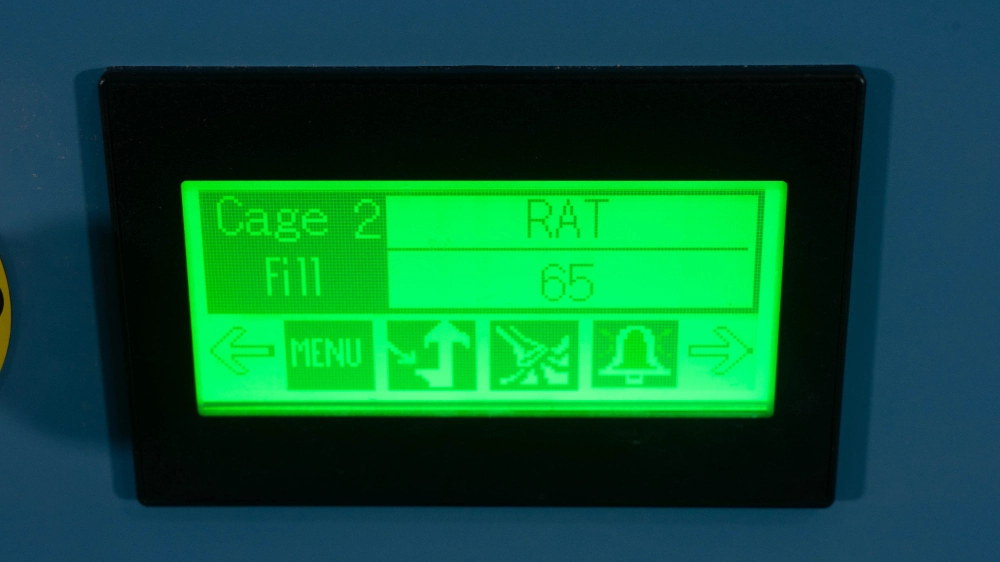 Cage 2 RAT
Fill 65
MENU